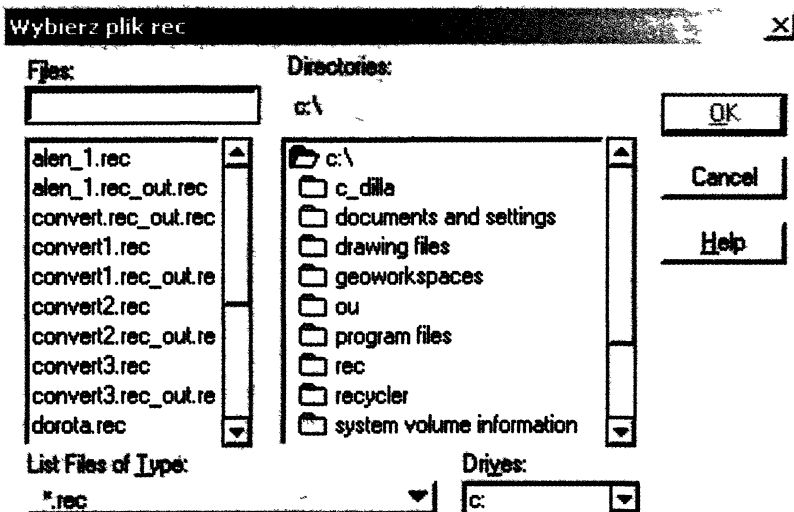 Wybierz plik rec
Files:
Directories:
c:\
OK
Cancel
Help
alen_1.rec
alen_1.rec_out.rec
convert.rec_out.rec
convert1.rec
convert1.rec_out.re
convert2.rec
convert2.rec_out.re
convert3.rec
convert3.rec_out.re
dorota.rec
c:\
c_dilla
documents and settings
drawing files
geoworkspaces
ou
program files
rec
recycler
system volume information
List Files of Type:
*.rec
Drives:
c: